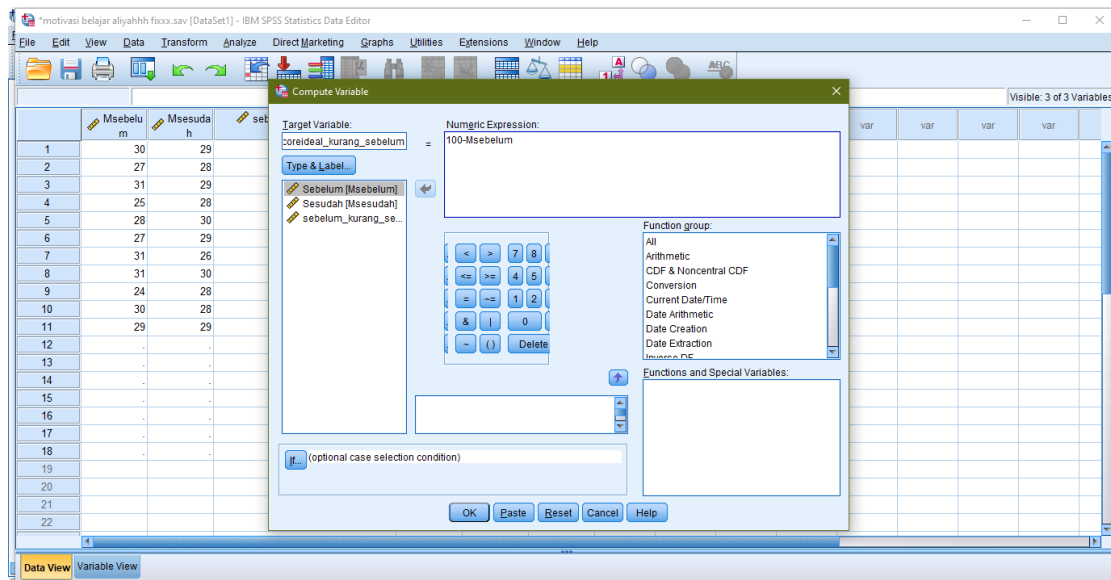 *motivasi belajar aliyahhh fixxx.sav [DataSet1] - IBM SPSS Statistics Data Editor
File Edit View Data Transform Analyze Direct Marketing Graphs Utilities Extensions Window Help
Visible: 3 of 3 Variables
Msebelum Msesudah seb var var var var
1 30 29
2 27 28
3 31 29
4 25 28
5 28 30
6 27 29
7 31 26
8 31 30
9 24 28
10 30 28
11 29 29
12 . .
13 . .
14 . .
15 . .
16 . .
17 . .
18 . .
19
20
21
22
Data View Variable View
Compute Variable
Target Variable:
coreideal_kurang_sebelum
=
Numeric Expression:
100-Msebelum
Type & Label...
Sebelum [Msebelum]
Sesudah [Msesudah]
sebelum_kurang_se...
< > 7 8
<= >= 4 5
= ~= 1 2
& | 0
~ () Delete
Function group:
All
Arithmetic
CDF & Noncentral CDF
Conversion
Current Date/Time
Date Arithmetic
Date Creation
Date Extraction
Inverse DF
Functions and Special Variables:
If... (optional case selection condition)
OK Paste Reset Cancel Help